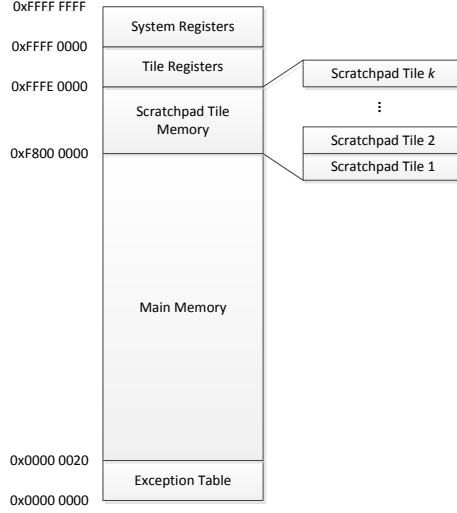 0xFFFF FFFF
System Registers
0xFFFF 0000
Tile Registers
0xFFFE 0000
Scratchpad Tile k
Scratchpad Tile
Memory
⋮
Scratchpad Tile 2
0xF800 0000
Scratchpad Tile 1
Main Memory
0x0000 0020
Exception Table
0x0000 0000